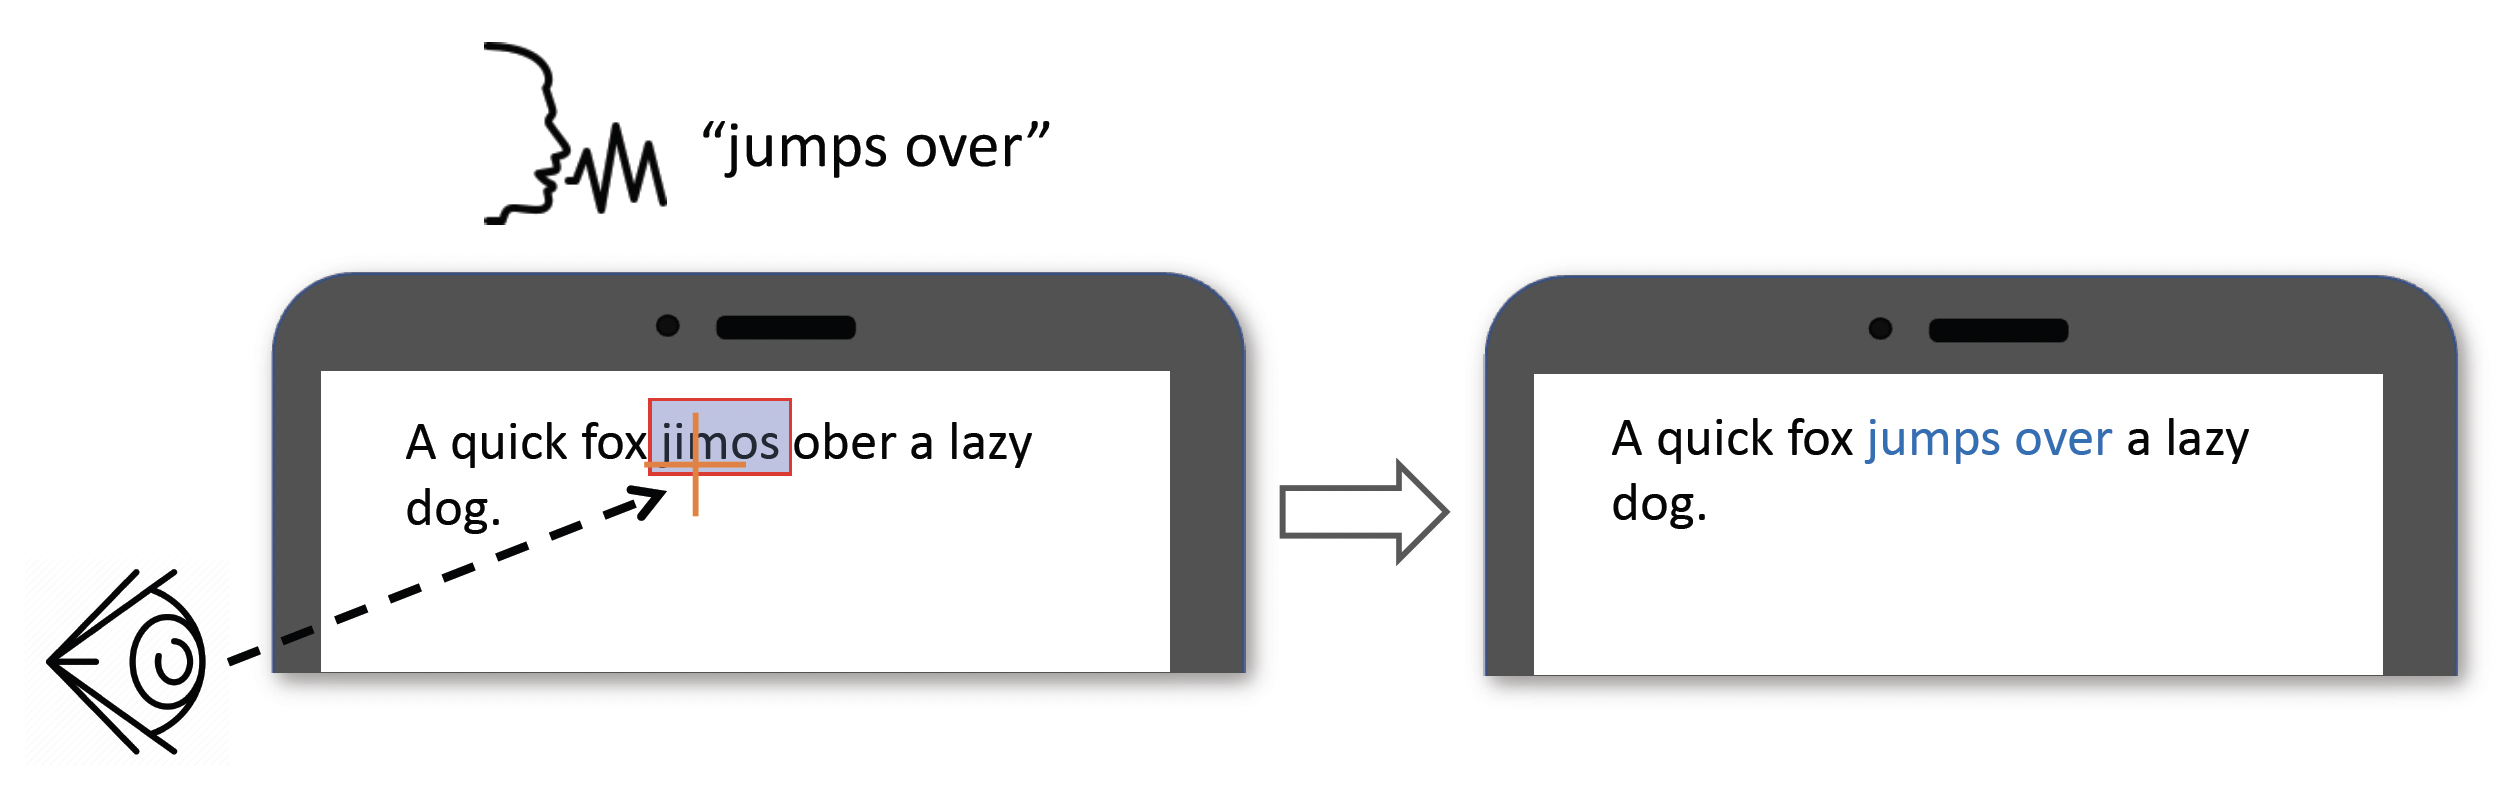 “jumps over”
A quick fox jimos ober a lazy
dog.
A quick fox jumps over a lazy
dog.